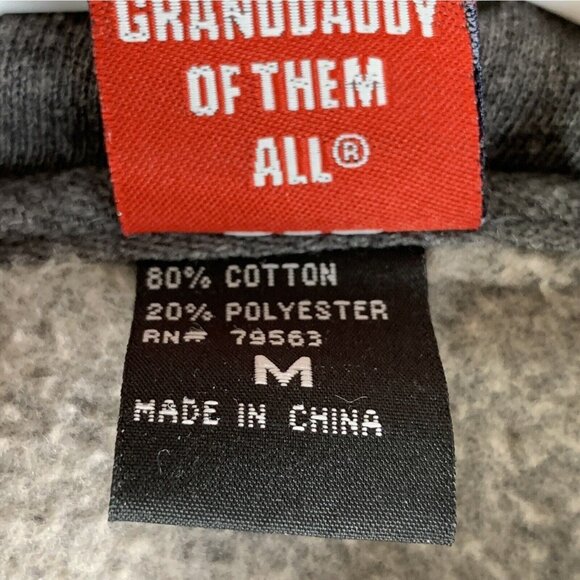 GRANDDADDY
OF THEM
ALL®
80% COTTON
20% POLYESTER
RN# 79563
M
MADE IN CHINA